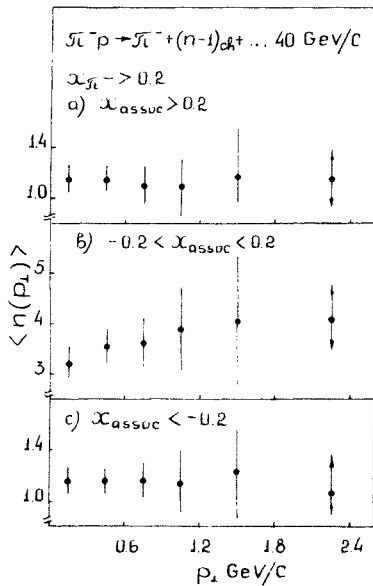 π⁻p → π⁻ + (n-1)ch + ... 40 GeV/C
xπ⁻ > 0.2
a) xassoc > 0.2
1.4
1.0
b) -0.2 < xassoc < 0.2
5
4
3
<n(p⊥)>
c) xassoc < -0.2
1.4
1.0
0.6 1.2 1.8 2.4
p⊥ GeV/C